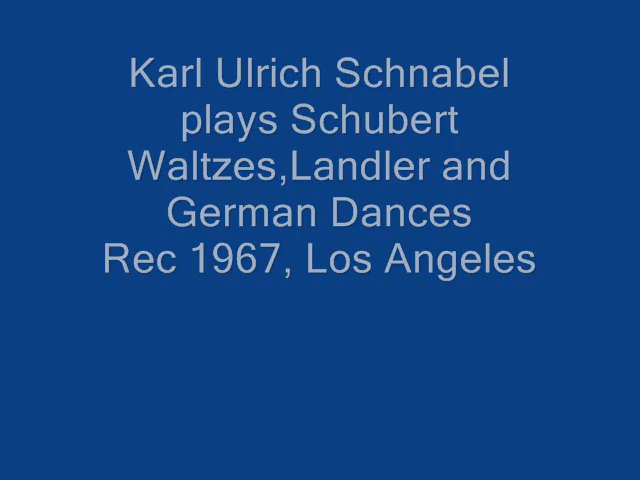 Karl Ulrich Schnabel
plays Schubert
Waltzes,Landler and
German Dances
Rec 1967, Los Angeles